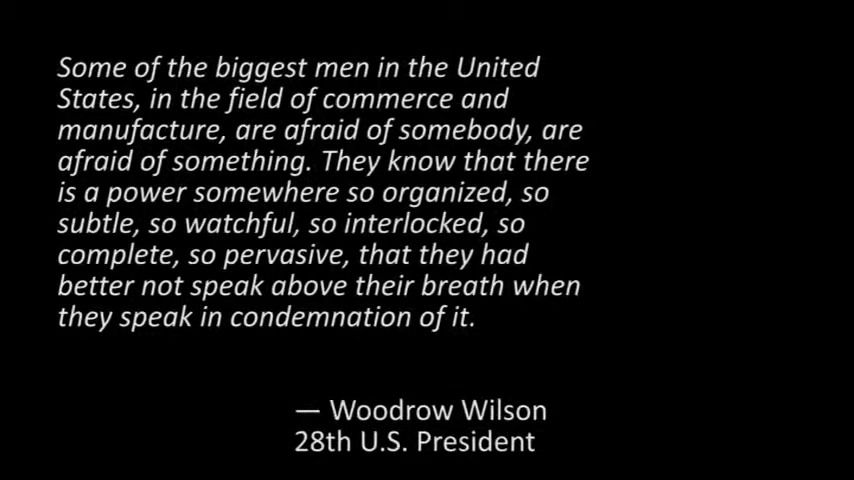 Some of the biggest men in the United
States, in the field of commerce and
manufacture, are afraid of somebody, are
afraid of something. They know that there
is a power somewhere so organized, so
subtle, so watchful, so interlocked, so
complete, so pervasive, that they had
better not speak above their breath when
they speak in condemnation of it.
— Woodrow Wilson
28th U.S. President